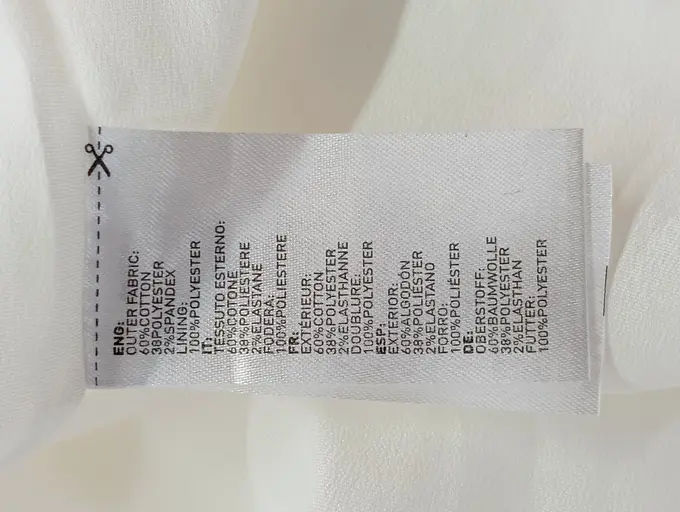 ENG:
OUTER FABRIC:
60%COTTON
38%POLYESTER
2%SPANDEX
LINING:
100%POLYESTER
IT:
TESSUTO ESTERNO:
60%COTONE
38%POLIESTERE
2%ELASTANE
FODERA:
100%POLIESTERE
FR:
EXTÉRIEUR:
60%COTTON
38%POLYESTER
2%ELASTHANNE
DOUBLURE:
100%POLYESTER
ESP:
EXTERIOR:
60%ALGODÓN
38%POLIÉSTER
2%ELASTANO
FORRO:
100%POLIÉSTER
DE:
OBERSTOFF:
60%BAUMWOLLE
38%POLYESTER
2%ELASTHAN
FUTTER:
100%POLYESTER